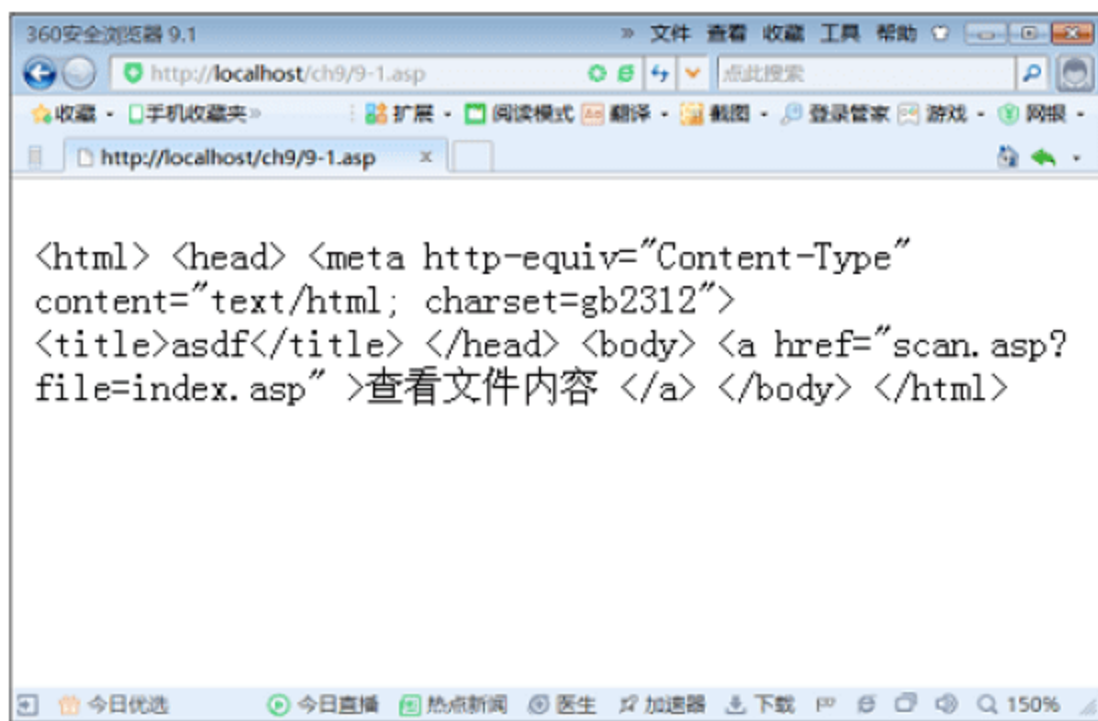 360安全浏览器 9.1 » 文件 查看 收藏 工具 帮助
http://localhost/ch9/9-1.asp 点此搜索
收藏 手机收藏夹» 扩展 阅读模式 翻译 截图 登录管家 游戏 网银
http://localhost/ch9/9-1.asp x
<html> <head> <meta http-equiv="Content-Type"
content="text/html; charset=gb2312">
<title>asdf</title> </head> <body> <a href="scan.asp?
file=index.asp" >查看文件内容 </a> </body> </html>
今日优选 今日直播 热点新闻 医生 加速器 下载 150%